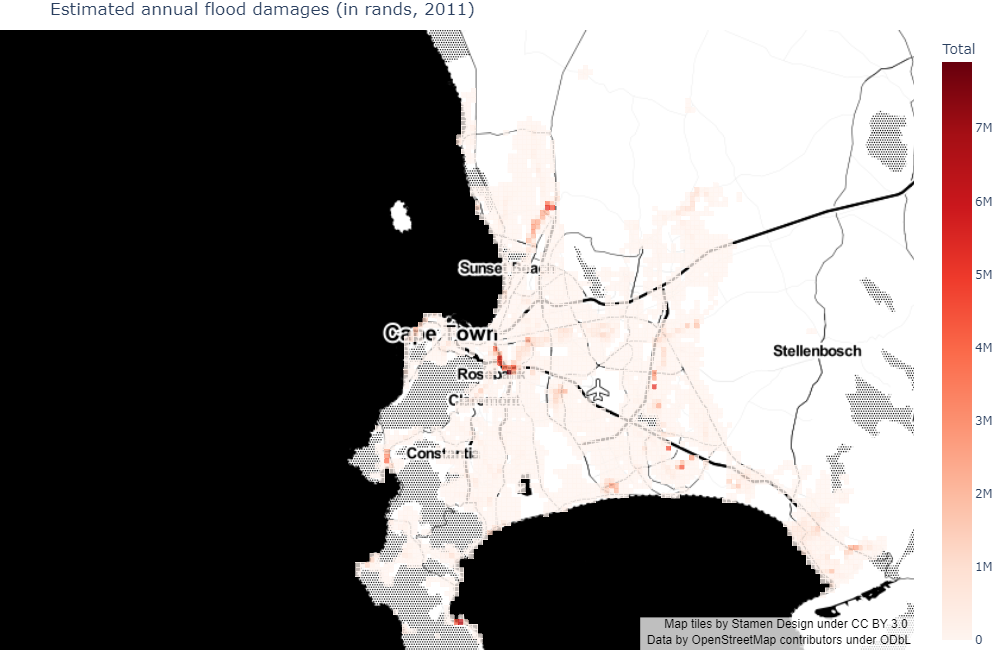 Estimated annual flood damages (in rands, 2011)
Total
7M
6M
Sunset Beach
5M
Cape Town
4M
Stellenbosch
Rosebank
Claremont
3M
Constantia
2M
1M
Map tiles by Stamen Design under CC BY 3.0
Data by OpenStreetMap contributors under ODbL
0